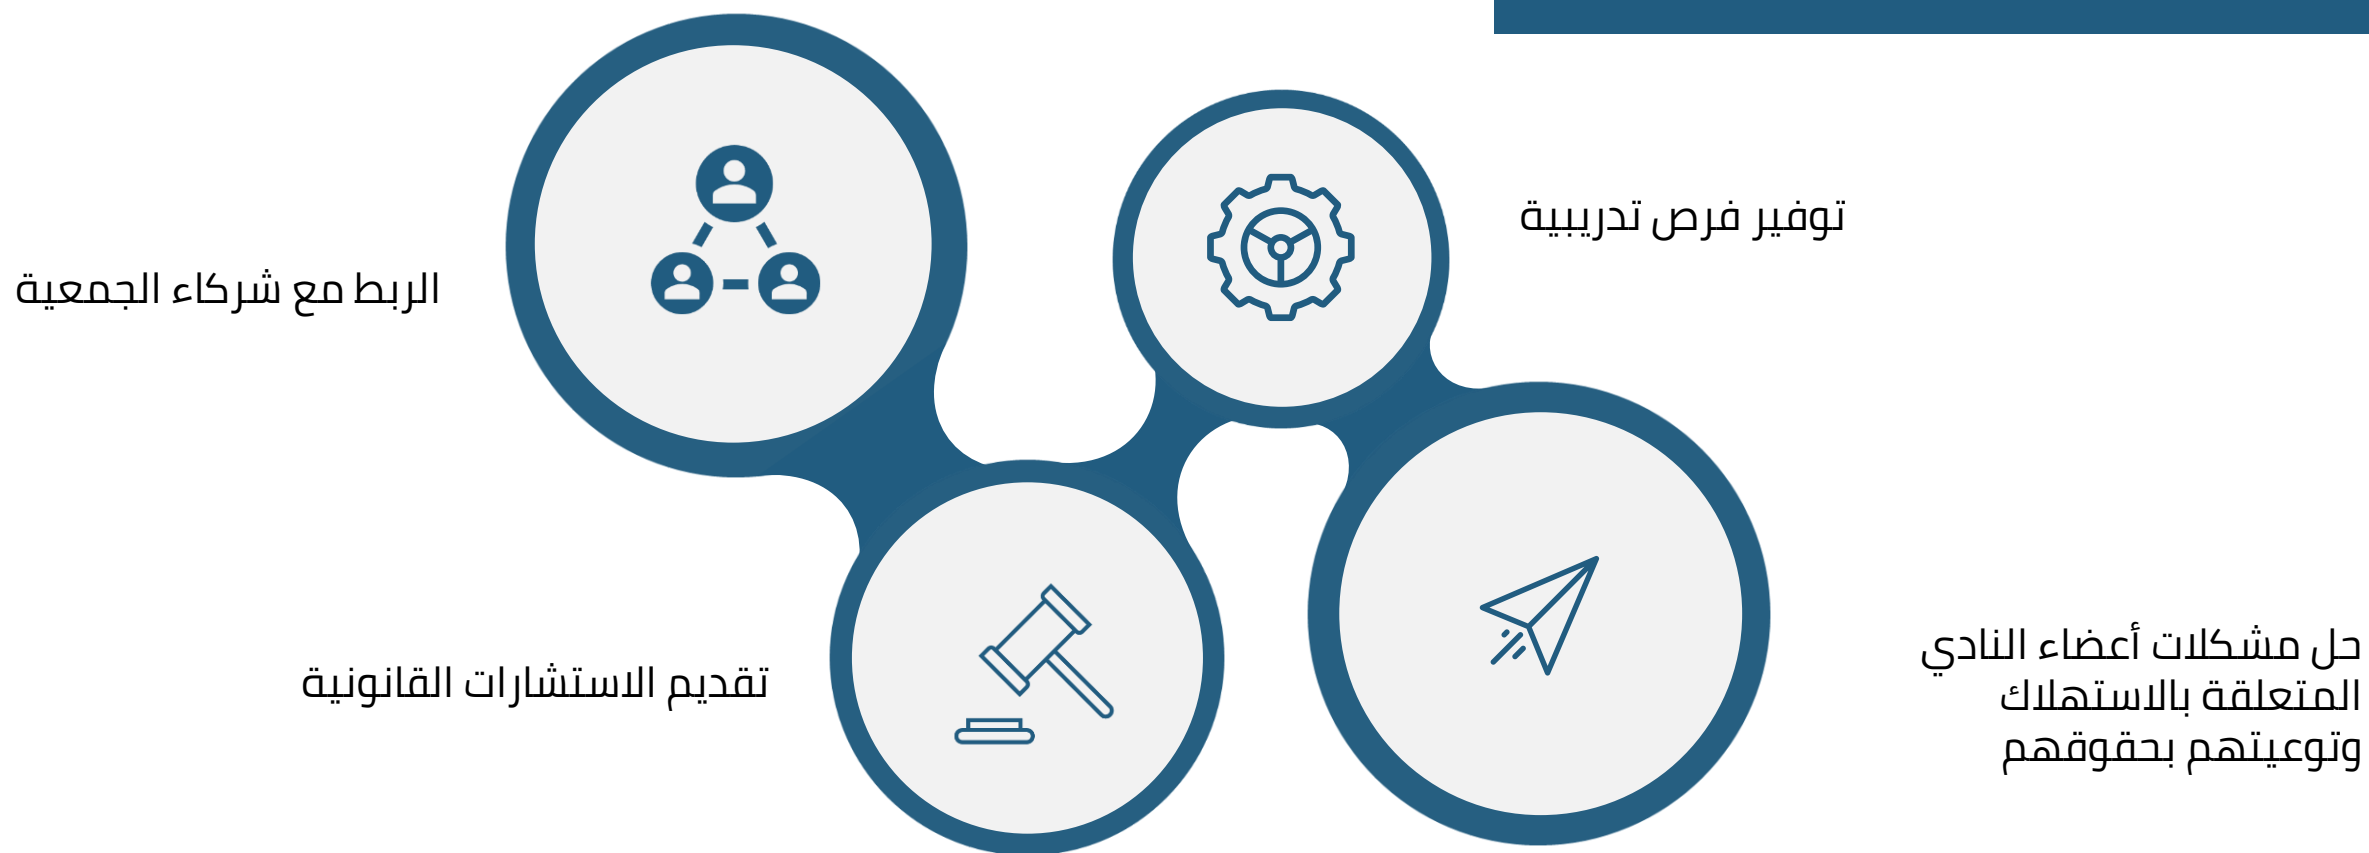 توفير فرص تدريبية
الربط مع شركاء الجمعية
حل مشكلات أعضاء النادي
المتعلقة بالاستهلاك
وتوعيتهم بحقوقهم
تقديم الاستشارات القانونية